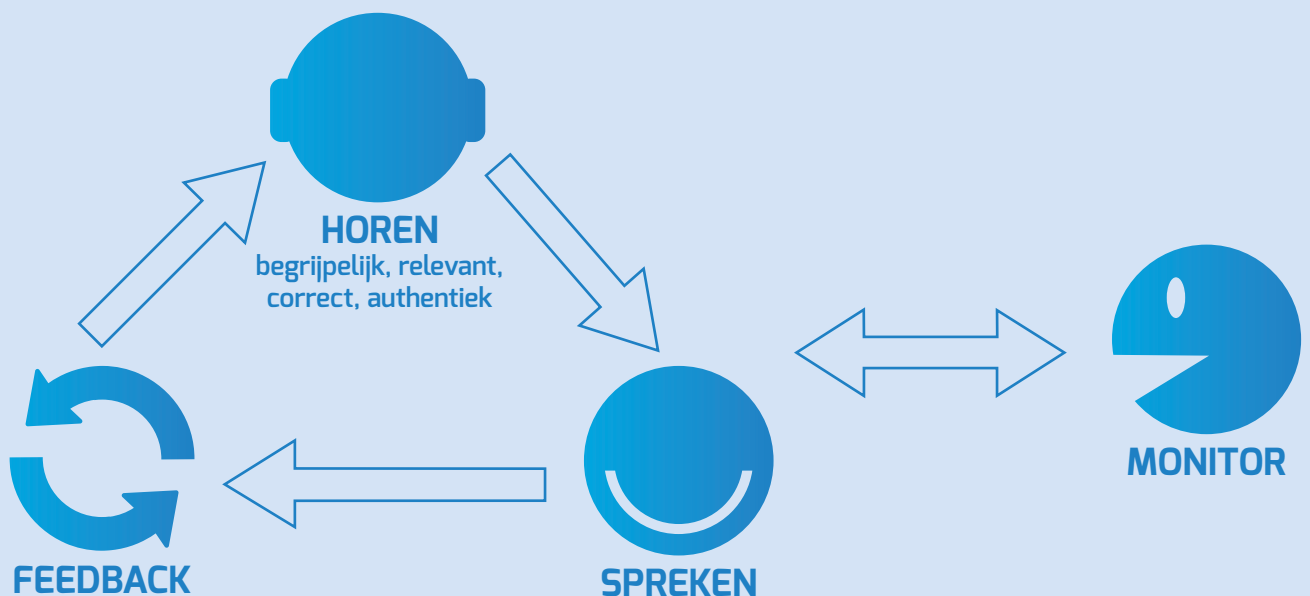 HOREN
begrijpelijk, relevant,
correct, authentiek
MONITOR
FEEDBACK
SPREKEN